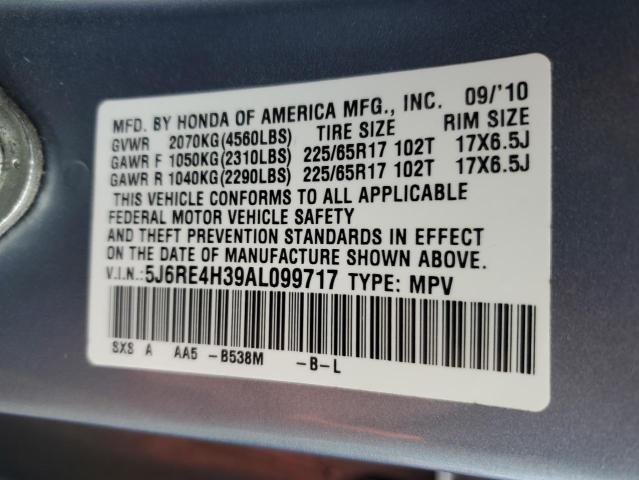 MFD. BY HONDA OF AMERICA MFG., INC. 09/'10
GVWR 2070KG(4560LBS) TIRE SIZE RIM SIZE
GAWR F 1050KG(2310LBS) 225/65R17 102T 17X6.5J
GAWR R 1040KG(2290LBS) 225/65R17 102T 17X6.5J
THIS VEHICLE CONFORMS TO ALL APPLICABLE
FEDERAL MOTOR VEHICLE SAFETY
AND THEFT PREVENTION STANDARDS IN EFFECT
ON THE DATE OF MANUFACTURE SHOWN ABOVE.
V.I.N.:5J6RE4H39AL099717 TYPE: MPV
SXS A AA5 -B538M -B-L